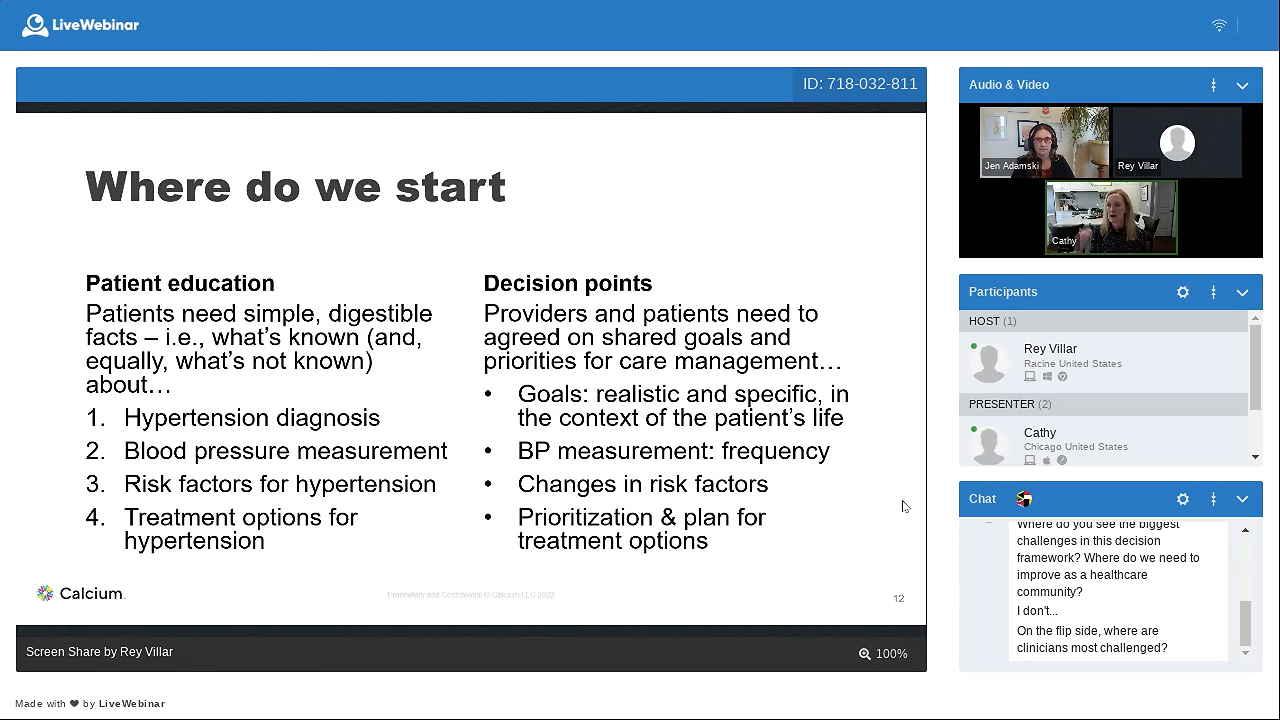 LiveWebinar
ID: 718-032-811
Where do we start
Patient education
Patients need simple, digestible
facts – i.e., what's known (and,
equally, what's not known)
about…
1. Hypertension diagnosis
2. Blood pressure measurement
3. Risk factors for hypertension
4. Treatment options for
hypertension
Decision points
Providers and patients need to
agreed on shared goals and
priorities for care management…
• Goals: realistic and specific, in
the context of the patient's life
• BP measurement: frequency
• Changes in risk factors
• Prioritization & plan for
treatment options
Calcium.
Proprietary and Confidential © Calcium LLC 2022
12
Screen Share by Rey Villar
100%
Made with ❤ by LiveWebinar
Audio & Video
Jen Adamski
Rey Villar
Cathy
Participants
HOST (1)
Rey Villar
Racine United States
PRESENTER (2)
Cathy
Chicago United States
Chat
Where do you see the biggest
challenges in this decision
framework? Where do we need to
improve as a healthcare
community?
I don't...
On the flip side, where are
clinicians most challenged?